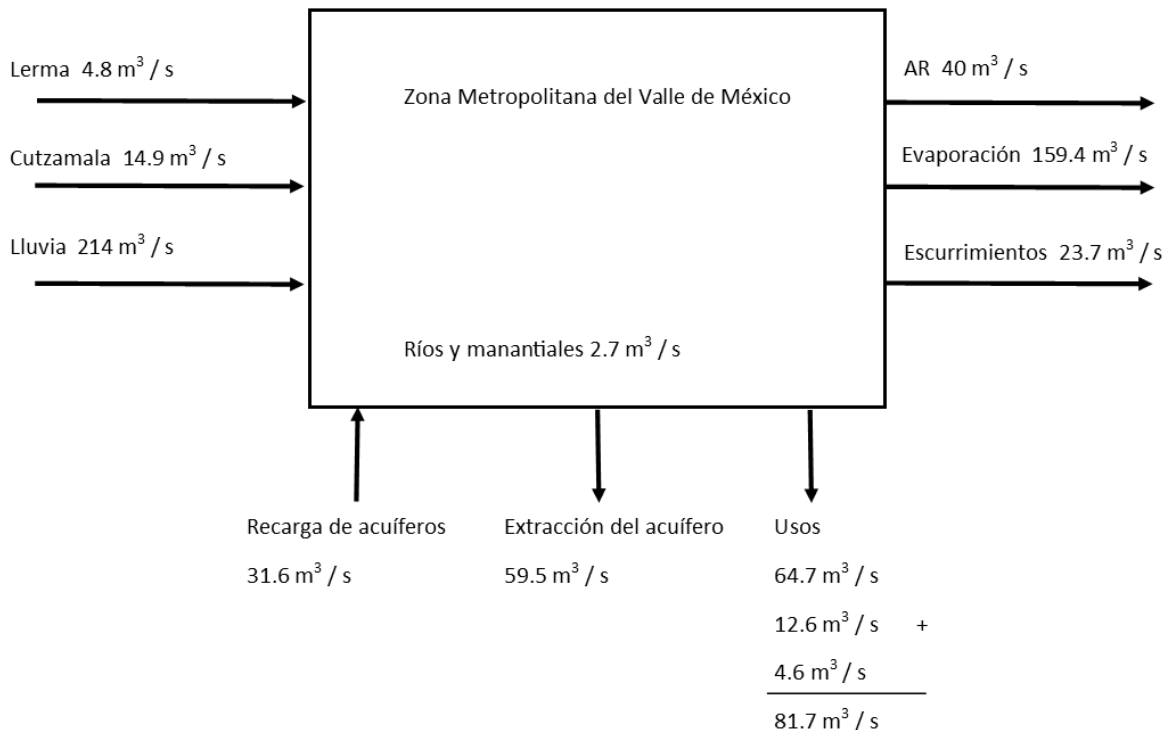 Lerma 4.8 m³ / s
Cutzamala 14.9 m³ / s
Lluvia 214 m³ / s
Zona Metropolitana del Valle de México
Ríos y manantiales 2.7 m³ / s
AR 40 m³ / s
Evaporación 159.4 m³ / s
Escurrimientos 23.7 m³ / s
Recarga de acuíferos
31.6 m³ / s
Extracción del acuífero
59.5 m³ / s
Usos
64.7 m³ / s
12.6 m³ / s +
4.6 m³ / s
81.7 m³ / s